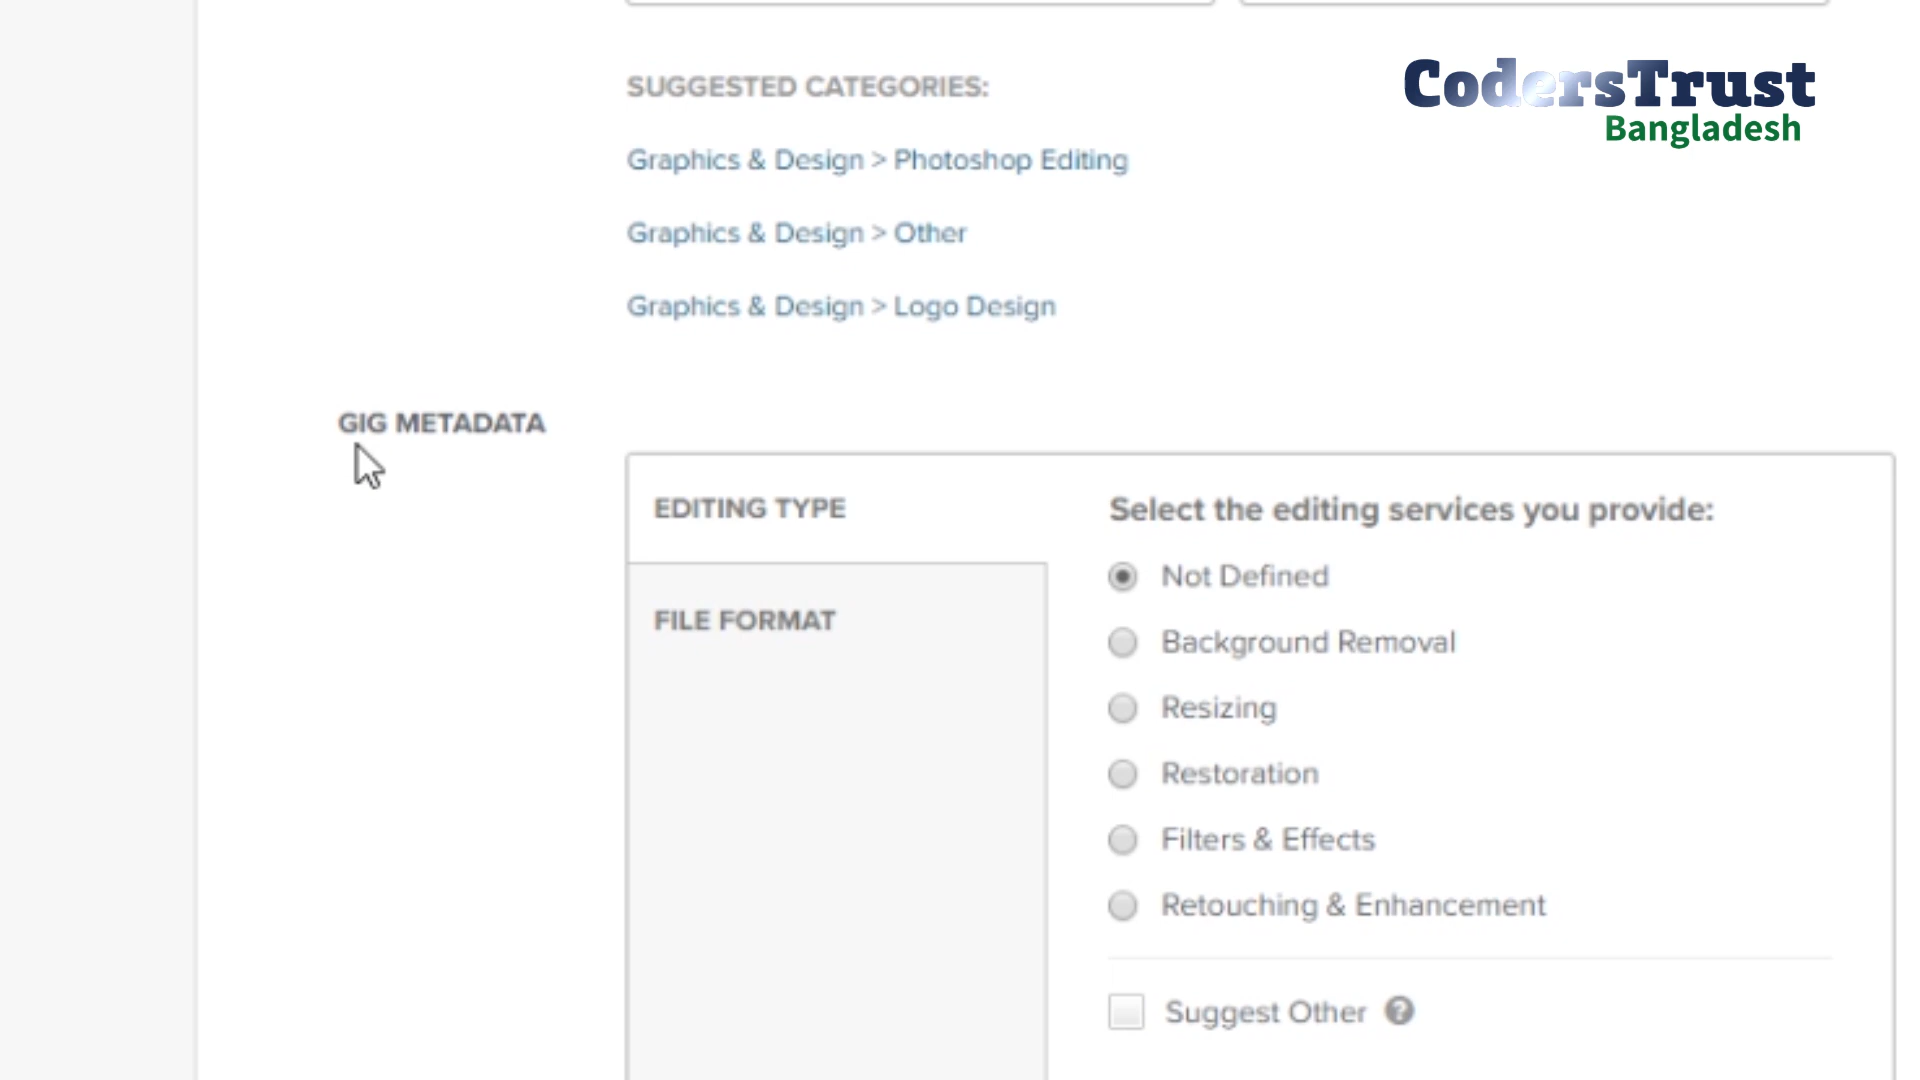 CodersTrust
Bangladesh
SUGGESTED CATEGORIES:
Graphics & Design > Photoshop Editing
Graphics & Design > Other
Graphics & Design > Logo Design
GIG METADATA
EDITING TYPE
FILE FORMAT
Select the editing services you provide:
Not Defined
Background Removal
Resizing
Restoration
Filters & Effects
Retouching & Enhancement
Suggest Other ?